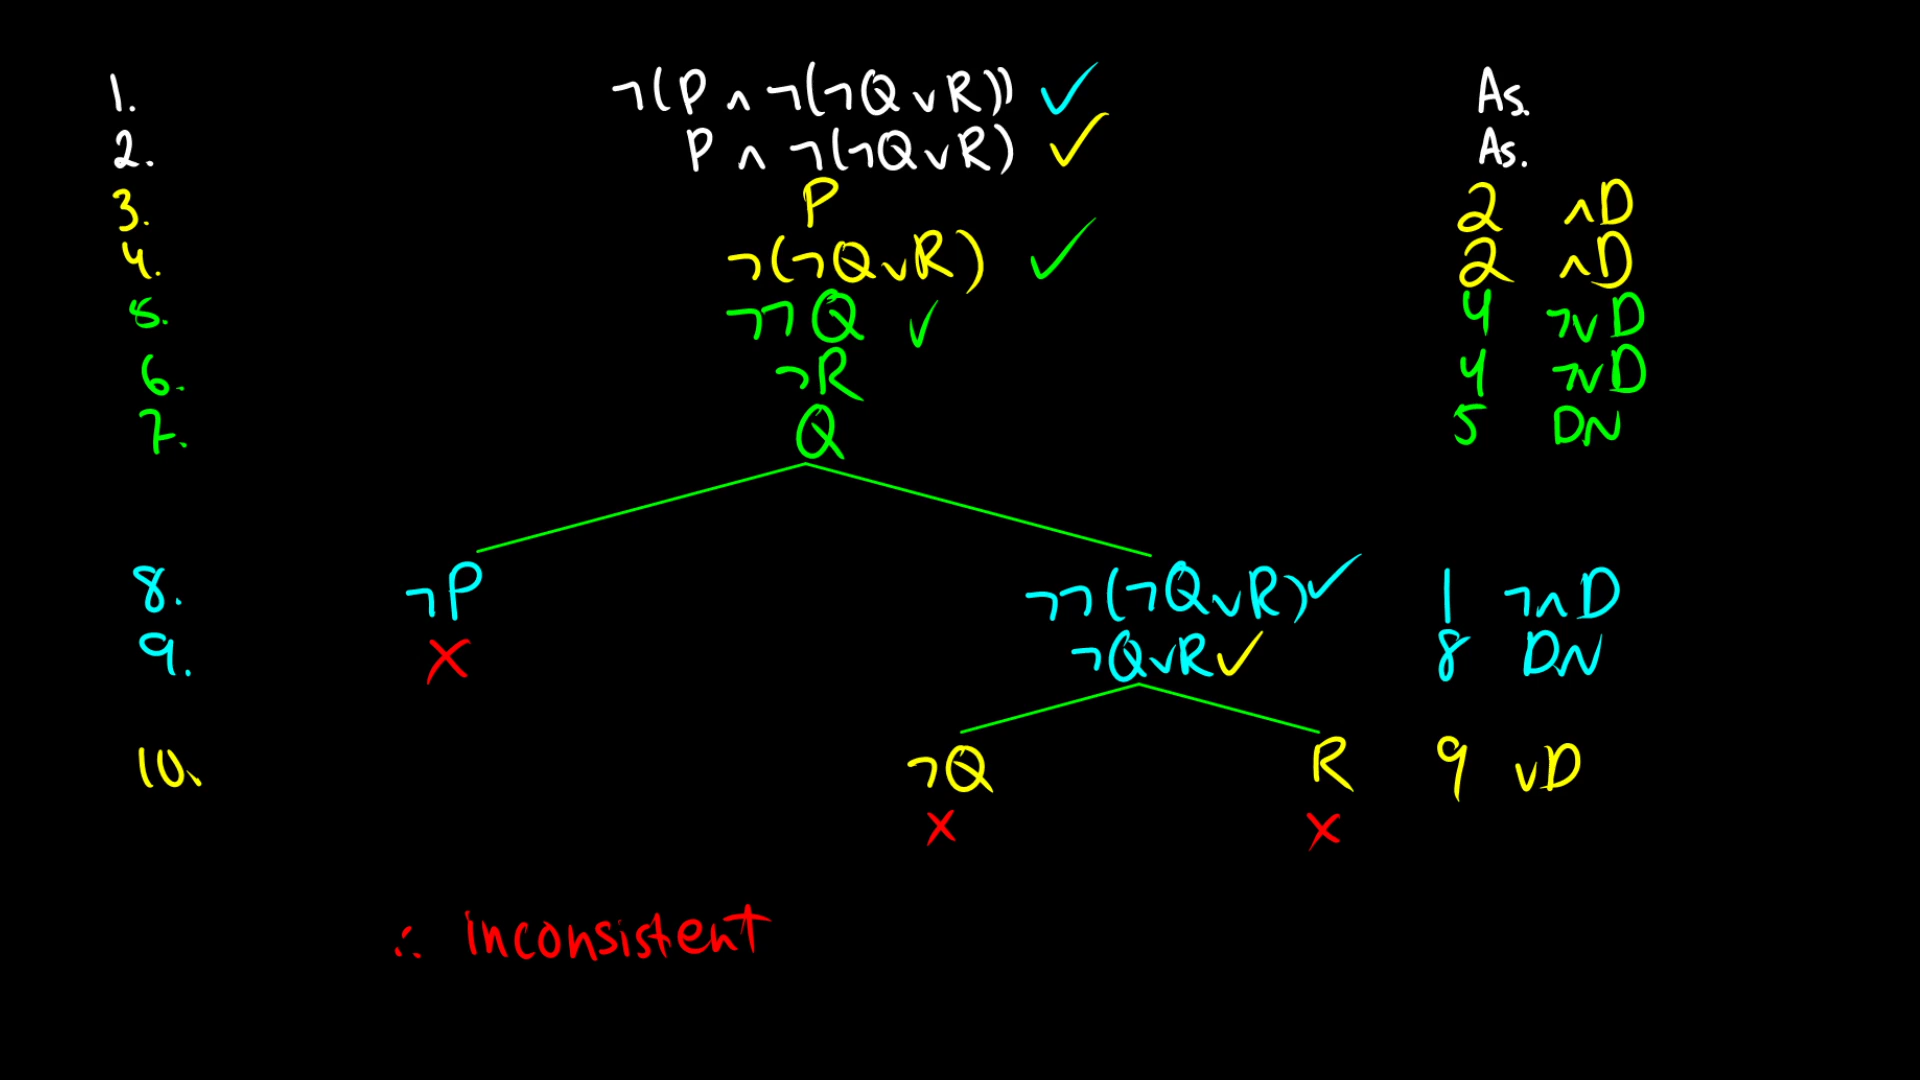 1. ¬(P ∧ ¬(¬Q ∨ R)) ✓ As.
2. P ∧ ¬(¬Q ∨ R) ✓ As.
3. P 2 ∧D
4. ¬(¬Q ∨ R) ✓ 2 ∧D
5. ¬¬Q ✓ 4 ¬∨D
6. ¬R 4 ¬∨D
7. Q 5 DN
8. ¬P ¬¬(¬Q ∨ R) ✓ 1 ¬∧D
9. X ¬Q ∨ R ✓ 8 DN
10. ¬Q R 9 ∨D
X X
∴ inconsistent